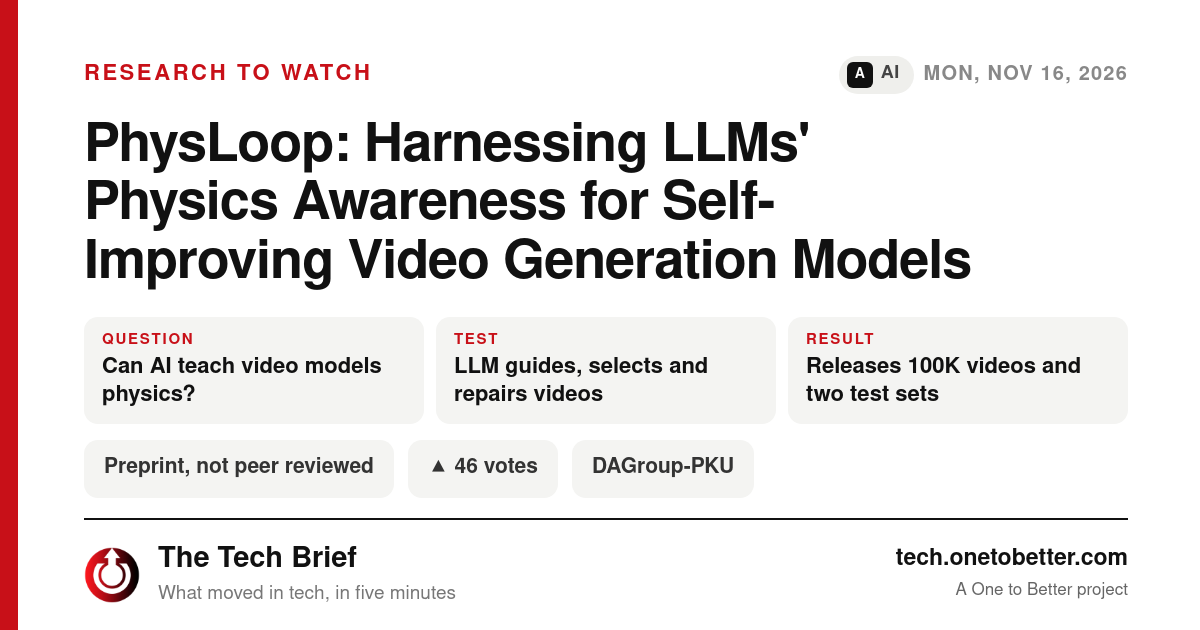 RESEARCH TO WATCH
A AI MON, NOV 16, 2026
PhysLoop: Harnessing LLMs'
Physics Awareness for Self-
Improving Video Generation Models
QUESTION
Can AI teach video models
physics?
TEST
LLM guides, selects and
repairs videos
RESULT
Releases 100K videos and
two test sets
Preprint, not peer reviewed
▲ 46 votes
DAGroup-PKU
The Tech Brief
What moved in tech, in five minutes
tech.onetobetter.com
A One to Better project